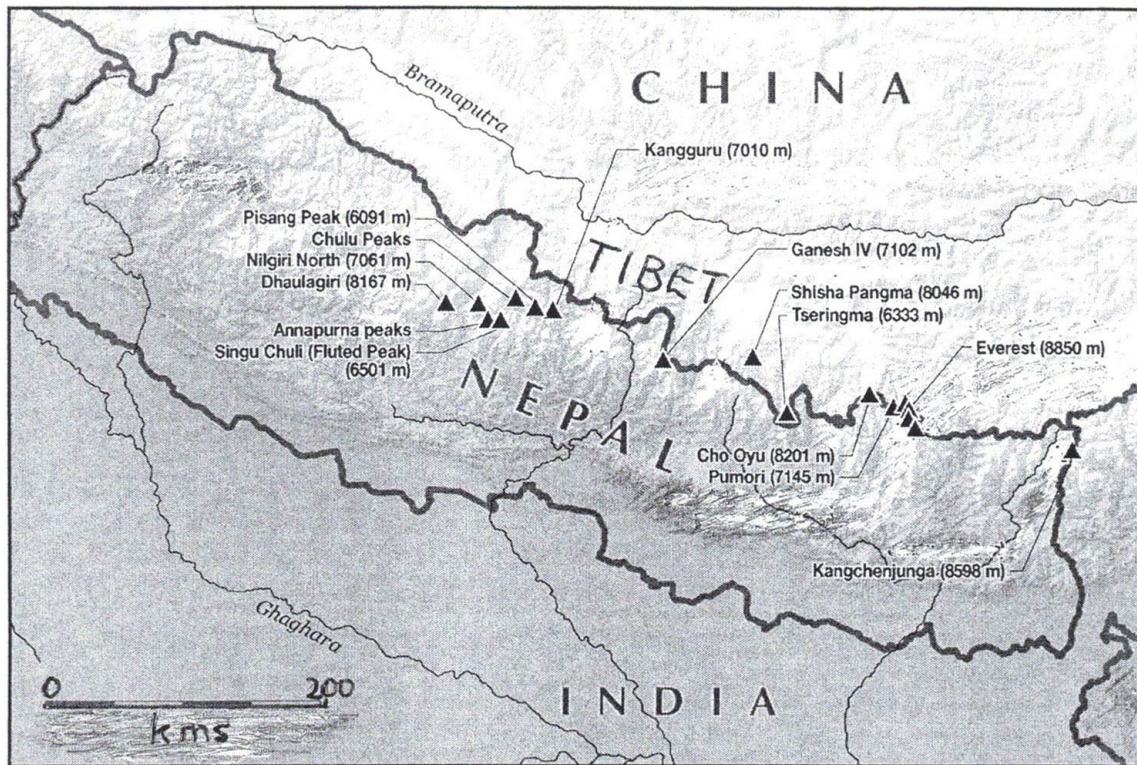 CHINA
Bramaputra
Kangguru (7010 m)
Pisang Peak (6091 m)
Chulu Peaks
Nilgiri North (7061 m)
Dhaulagiri (8167 m)
Annapurna peaks
Singu Chuli (Fluted Peak)
(6501 m)
TIBET
Ganesh IV (7102 m)
Shisha Pangma (8046 m)
Tseringma (6333 m)
Everest (8850 m)
NEPAL
Cho Oyu (8201 m)
Pumori (7145 m)
Kangchenjunga (8598 m)
Ghaghara
INDIA
0 200
kms